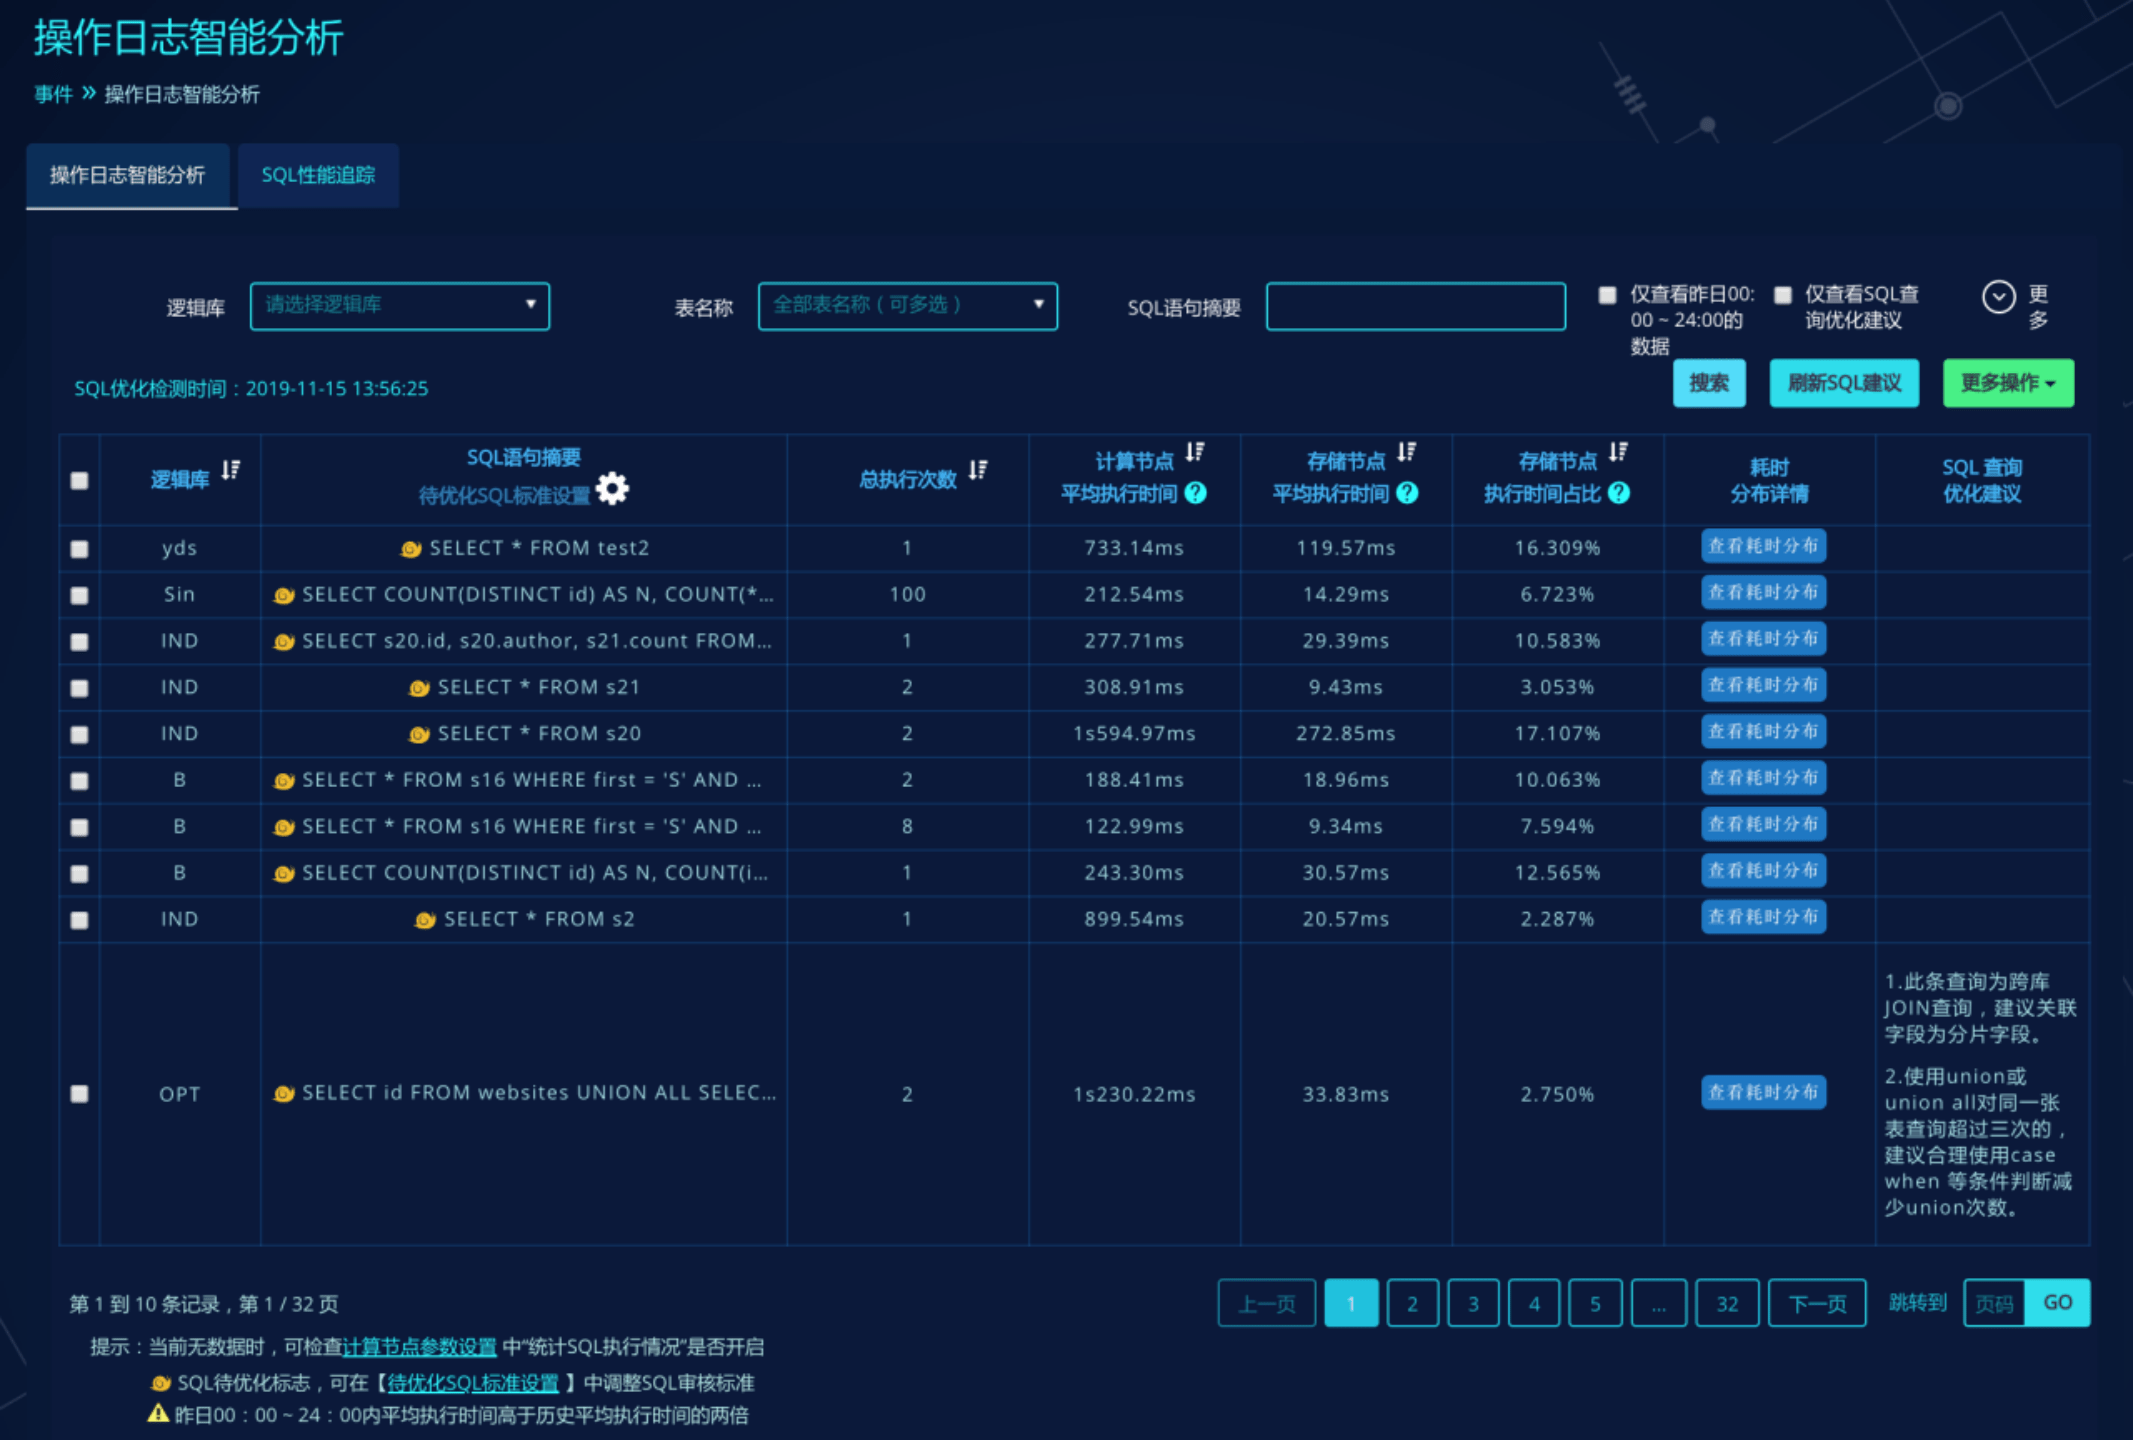 操作日志智能分析
事件 » 操作日志智能分析
操作日志智能分析 SQL性能追踪
逻辑库 请选择逻辑库 表名称 全部表名称（可多选） SQL语句摘要 仅查看昨日00: 仅查看SQL查 更
00 ~ 24:00的 询优化建议 多
数据
SQL优化检测时间：2019-11-15 13:56:25 搜索 刷新SQL建议 更多操作
逻辑库 SQL语句摘要 总执行次数 计算节点 存储节点 存储节点 耗时 SQL 查询
待优化SQL标准设置 平均执行时间 ? 平均执行时间 ? 执行时间占比 ? 分布详情 优化建议
yds SELECT * FROM test2 1 733.14ms 119.57ms 16.309% 查看耗时分布
Sin SELECT COUNT(DISTINCT id) AS N, COUNT(*... 100 212.54ms 14.29ms 6.723% 查看耗时分布
IND SELECT s20.id, s20.author, s21.count FROM... 1 277.71ms 29.39ms 10.583% 查看耗时分布
IND SELECT * FROM s21 2 308.91ms 9.43ms 3.053% 查看耗时分布
IND SELECT * FROM s20 2 1s594.97ms 272.85ms 17.107% 查看耗时分布
B SELECT * FROM s16 WHERE first = 'S' AND ... 2 188.41ms 18.96ms 10.063% 查看耗时分布
B SELECT * FROM s16 WHERE first = 'S' AND ... 8 122.99ms 9.34ms 7.594% 查看耗时分布
B SELECT COUNT(DISTINCT id) AS N, COUNT(i... 1 243.30ms 30.57ms 12.565% 查看耗时分布
IND SELECT * FROM s2 1 899.54ms 20.57ms 2.287% 查看耗时分布
OPT SELECT id FROM websites UNION ALL SELEC... 2 1s230.22ms 33.83ms 2.750% 查看耗时分布
1.此条查询为跨库
JOIN查询，建议关联
字段为分片字段。
2.使用union或
union all对同一张
表查询超过三次的，
建议合理使用case
when 等条件判断减
少union次数。
第 1 到 10 条记录，第 1 / 32 页 上一页 1 2 3 4 5 ... 32 下一页 跳转到 页码 GO
提示：当前无数据时，可检查计算节点参数设置 中“统计SQL执行情况”是否开启
SQL待优化标志，可在【待优化SQL标准设置 】中调整SQL审核标准
昨日00：00 ~ 24：00内平均执行时间高于历史平均执行时间的两倍